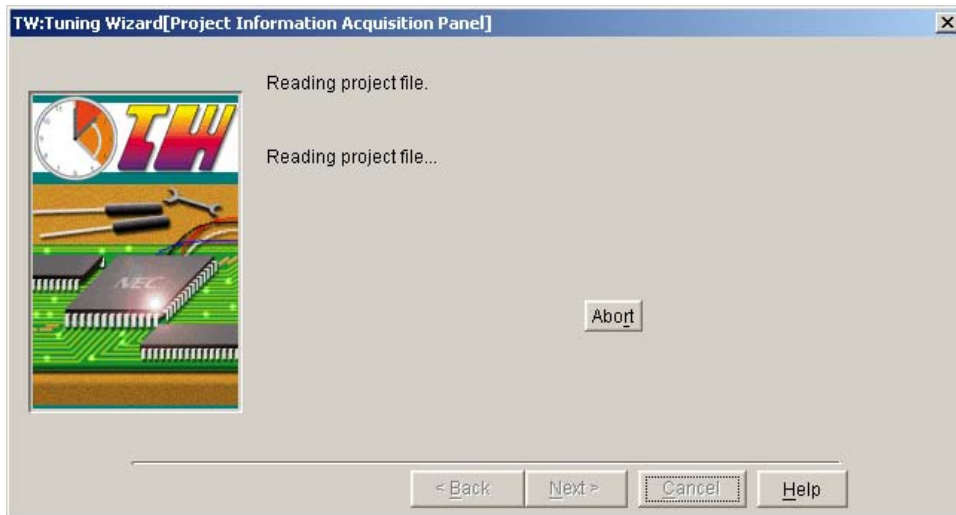 TW:Tuning Wizard[Project Information Acquisition Panel]
Reading project file.
TW
Reading project file...
NEC
Abort
< Back
Next >
Cancel
Help